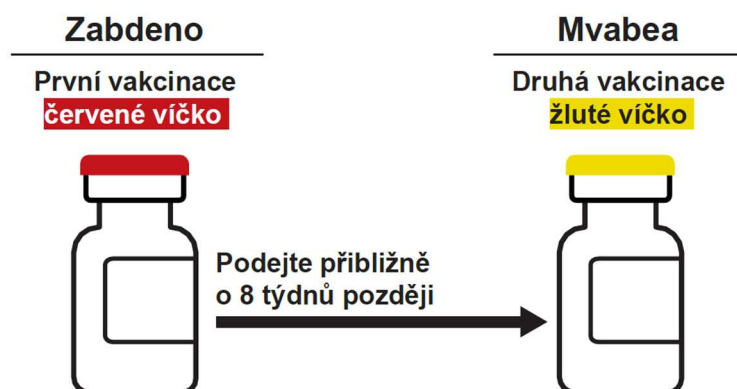 Zabdeno
První vakcinace
červené víčko
Mvabea
Druhá vakcinace
žluté víčko
Podejte přibližně
o 8 týdnů později